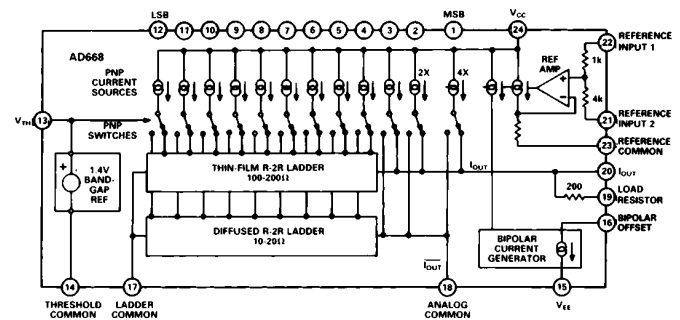 LSB MSB VCC
12 11 10 9 8 7 6 5 4 3 2 1 24
AD668
22 REFERENCE INPUT 1
PNP CURRENT SOURCES
2X 4X
REF AMP
1k
4k
VTH 13
PNP SWITCHES
21 REFERENCE INPUT 2
23 REFERENCE COMMON
THIN-FILM R-2R LADDER
100-200Ω
IOUT
20 IOUT
+
1.4V BAND-GAP REF
200
19 LOAD RESISTOR
DIFFUSED R-2R LADDER
10-20Ω
16 BIPOLAR OFFSET
BIPOLAR CURRENT GENERATOR
IOUT
14 17 18 15
THRESHOLD COMMON
LADDER COMMON
ANALOG COMMON
VEE